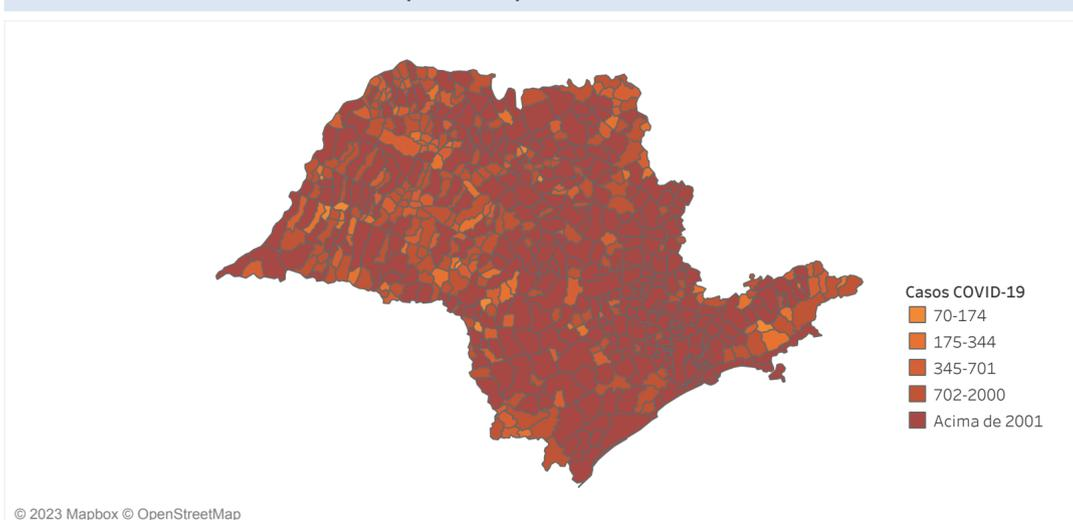 Casos COVID-19
70-174
175-344
345-701
702-2000
Acima de 2001
© 2023 Mapbox © OpenStreetMap